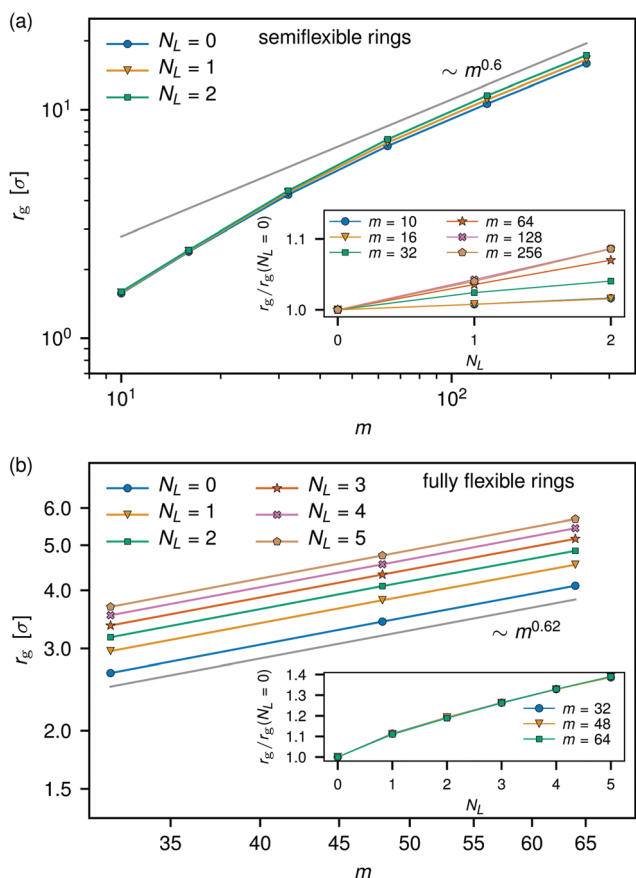 (a)
N_L = 0
N_L = 1
N_L = 2
semiflexible rings
~ m^0.6
10^1
10^0
r_g [σ]
m = 10
m = 16
m = 32
m = 64
m = 128
m = 256
1.1
1.0
r_g/r_g(N_L = 0)
0 1 2
N_L
10^1 10^2
m
(b)
N_L = 0
N_L = 1
N_L = 2
N_L = 3
N_L = 4
N_L = 5
fully flexible rings
~ m^0.62
6.0
5.0
4.0
3.0
2.0
1.5
r_g [σ]
1.4
1.3
1.2
1.1
1.0
r_g/r_g(N_L = 0)
m = 32
m = 48
m = 64
0 1 2 3 4 5
N_L
35 40 45 50 55 60 65
m